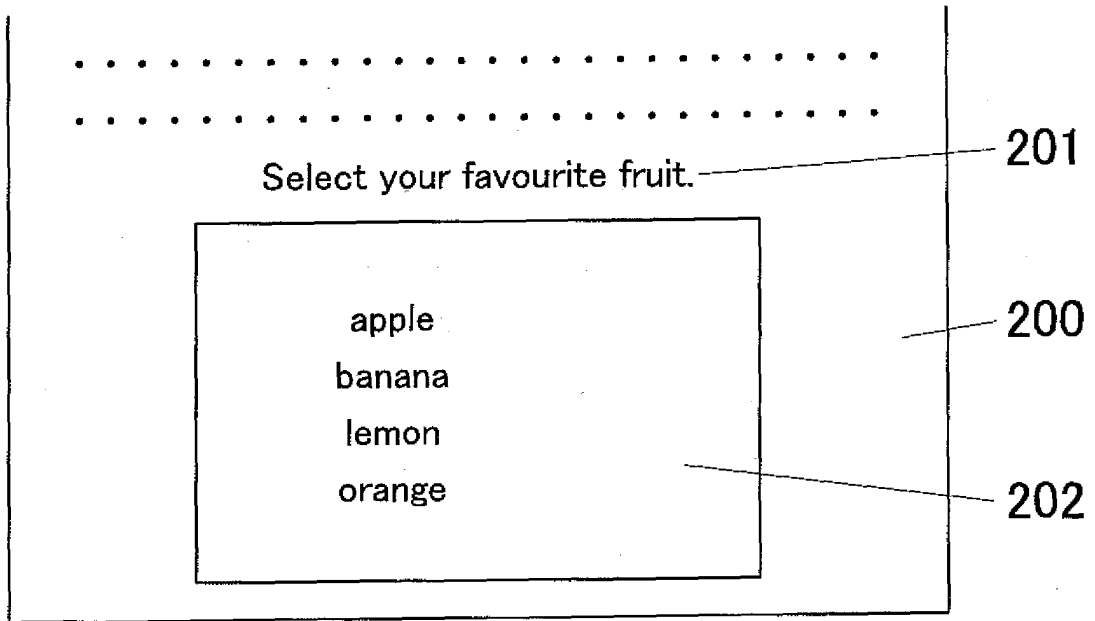 . . . . . . . . . . . . . . . . . . . . . . . . . .
. . . . . . . . . . . . . . . . . . . . . . . . . .
Select your favourite fruit.
201
apple
200
banana
lemon
orange
202